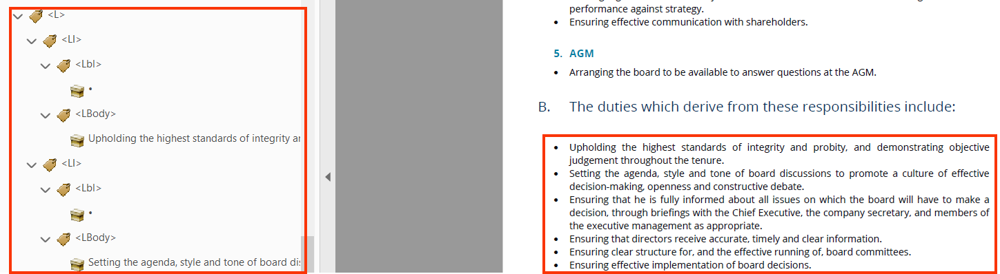 <L>
<LI>
<Lbl>
•
<LBody>
Upholding the highest standards of integrity
<LI>
<Lbl>
•
<LBody>
Setting the agenda, style and tone of board
performance against strategy.
• Ensuring effective communication with shareholders.
5. AGM
• Arranging the board to be available to answer questions at the AGM.
B. The duties which derive from these responsibilities include:
• Upholding the highest standards of integrity and probity, and demonstrating objective
judgement throughout the tenure.
• Setting the agenda, style and tone of board discussions to promote a culture of effective
decision-making, openness and constructive debate.
• Ensuring that he is fully informed about all issues on which the board will have to make a
decision, through briefings with the Chief Executive, the company secretary, and members of
the executive management as appropriate.
• Ensuring that directors receive accurate, timely and clear information.
• Ensuring clear structure for, and the effective running of, board committees.
• Ensuring effective implementation of board decisions.